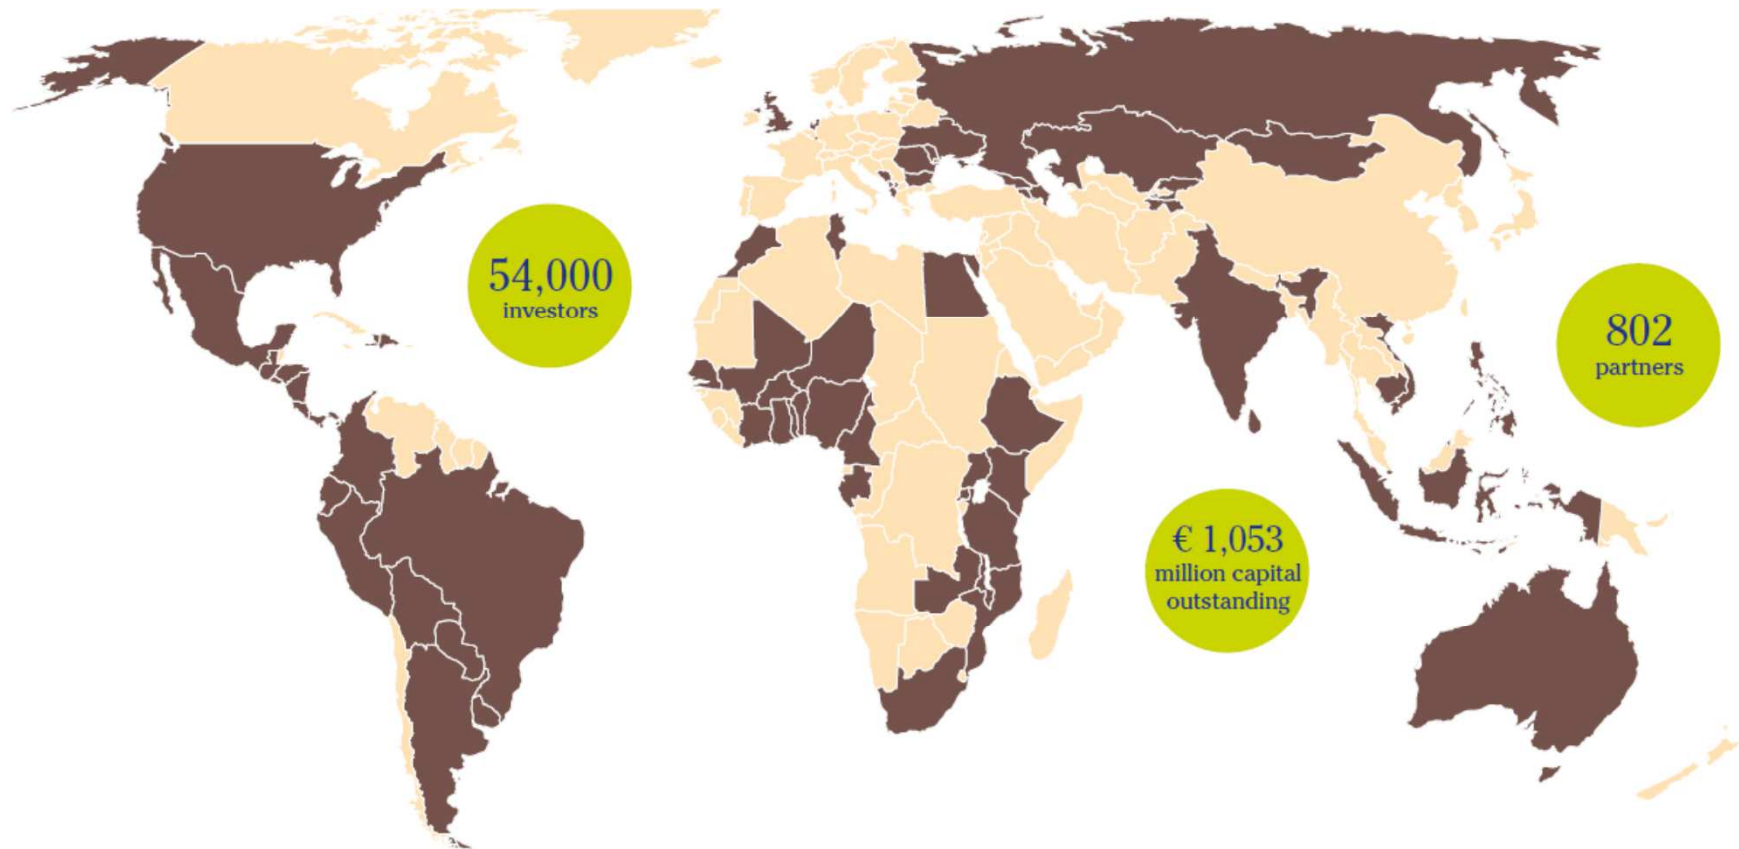 54,000
investors
802
partners
€ 1,053
million capital
outstanding